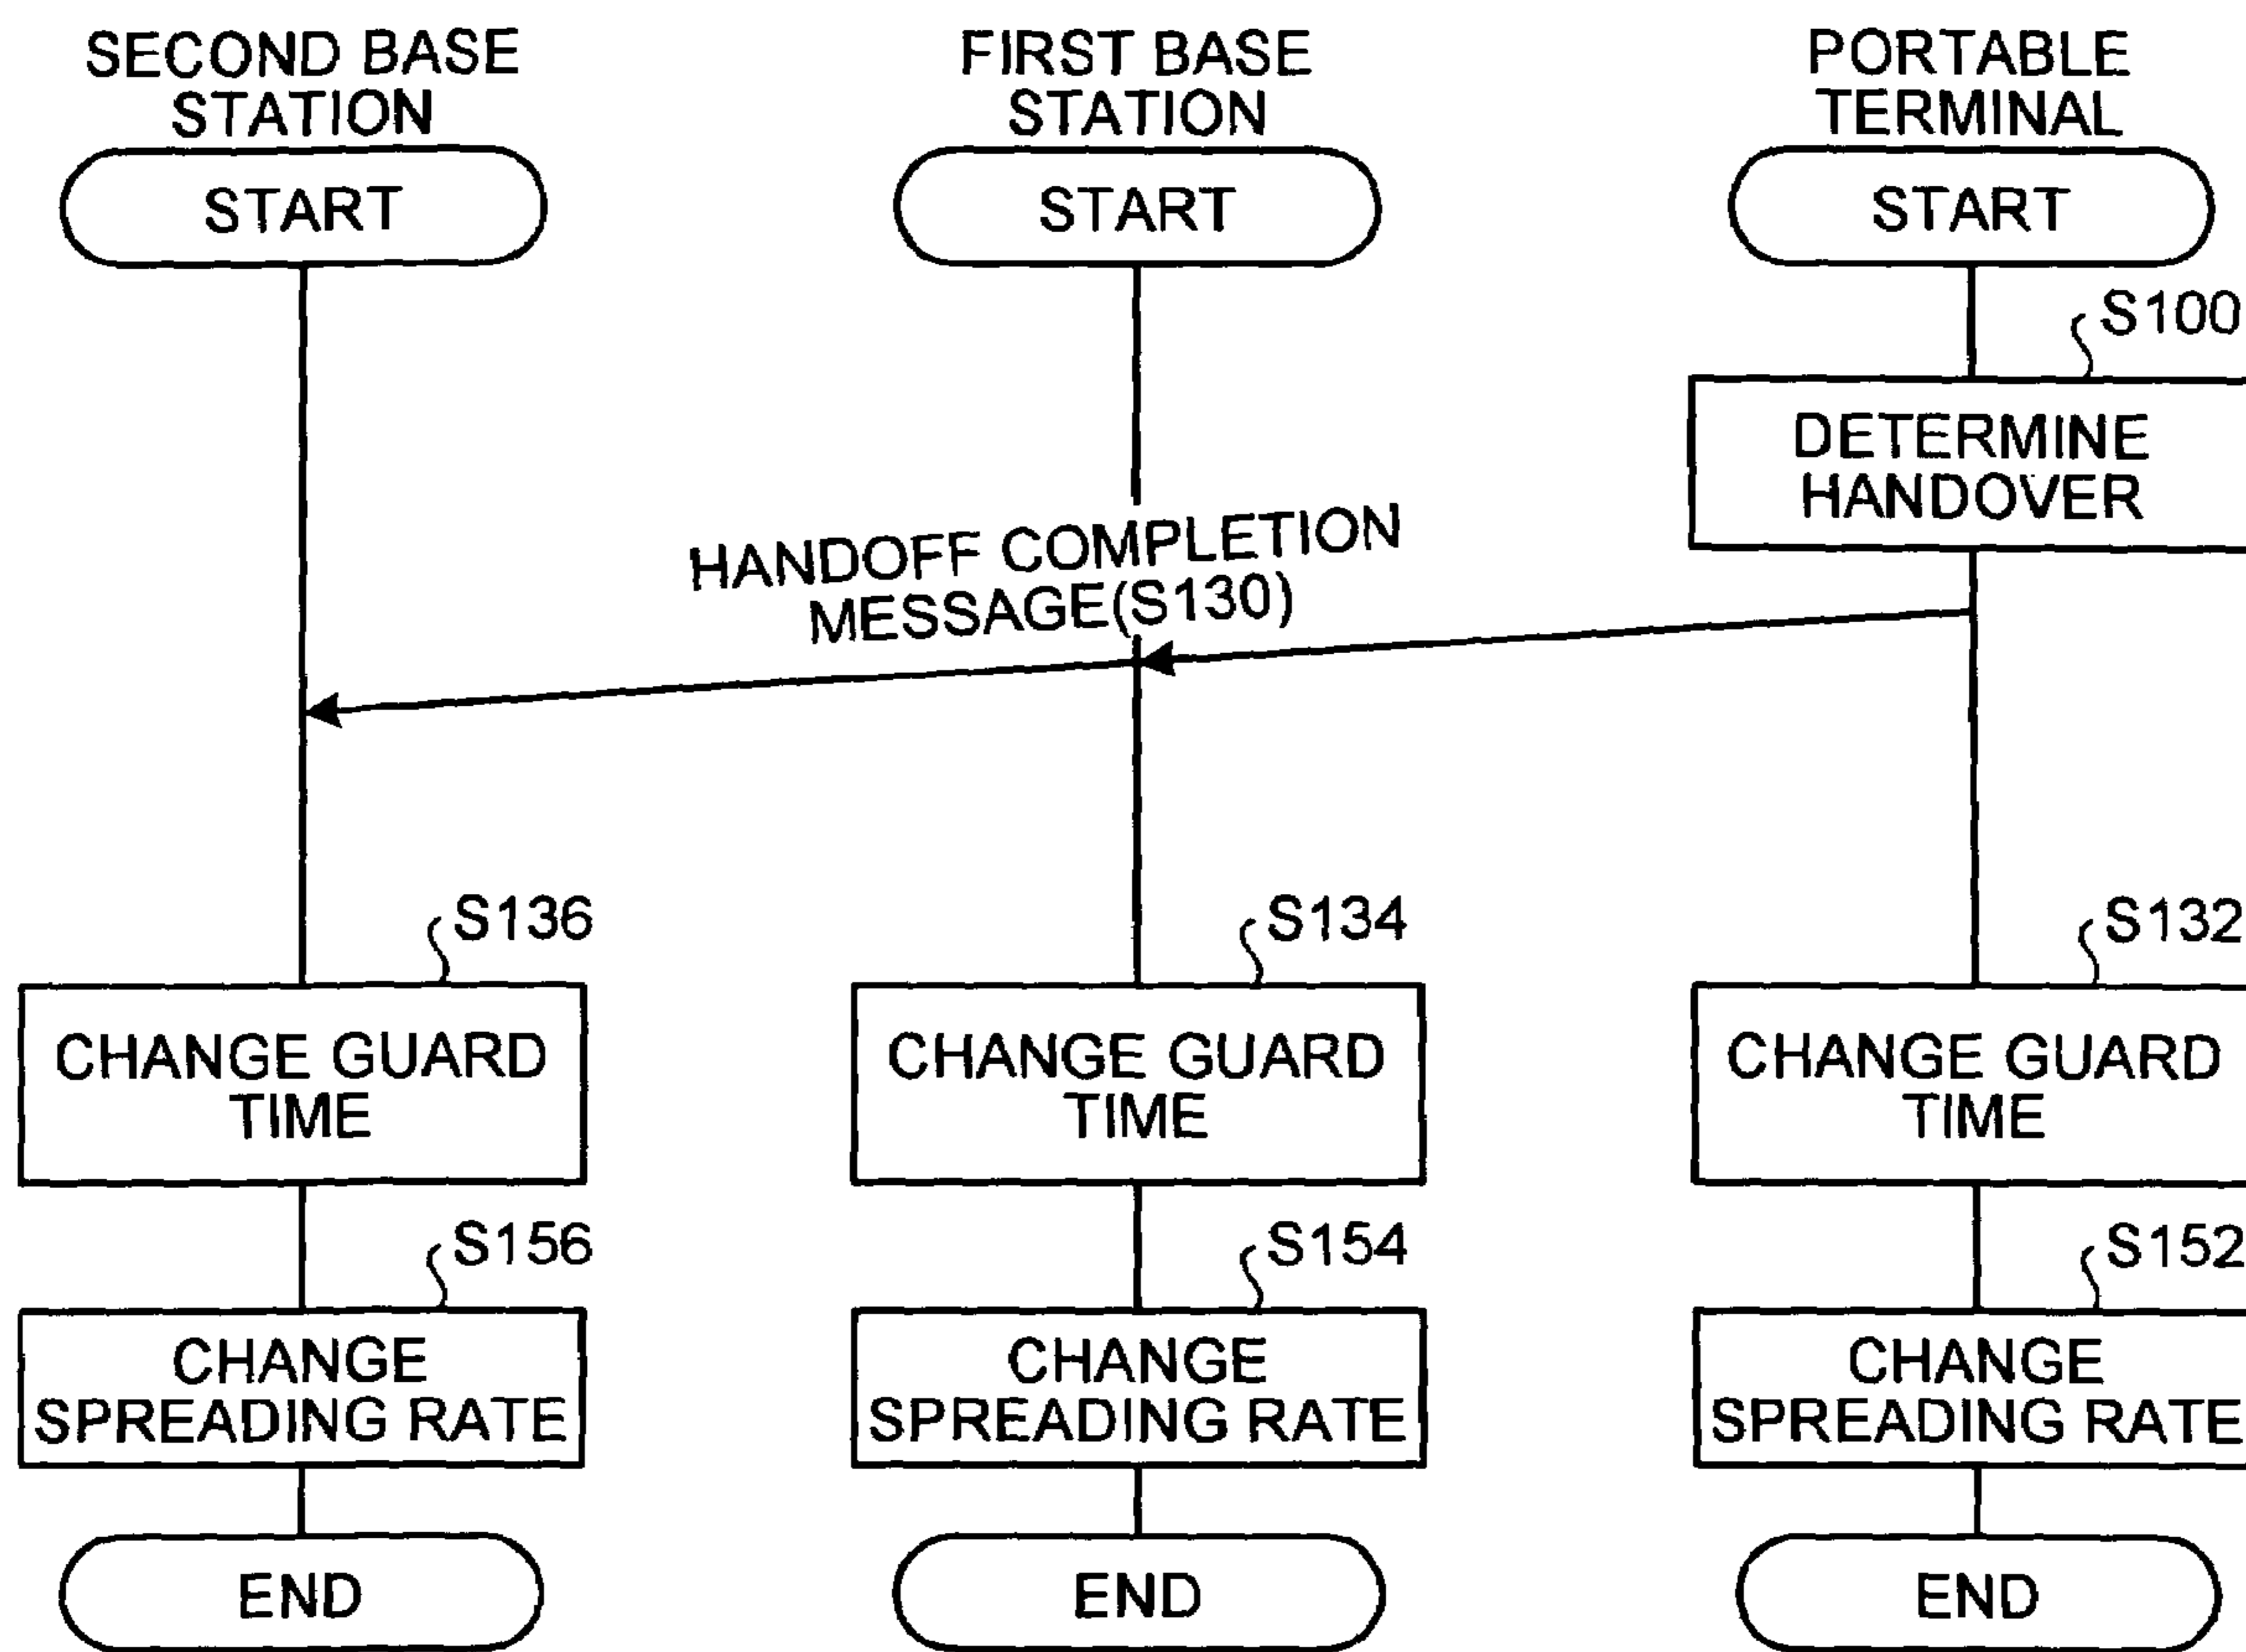 SECOND BASE
STATION
FIRST BASE
STATION
PORTABLE
TERMINAL
START
START
START
S100
DETERMINE
HANDOVER
HANDOFF COMPLETION
MESSAGE(S130)
S136
S134
S132
CHANGE GUARD
TIME
CHANGE GUARD
TIME
CHANGE GUARD
TIME
S156
S154
S152
CHANGE
SPREADING RATE
CHANGE
SPREADING RATE
CHANGE
SPREADING RATE
END
END
END